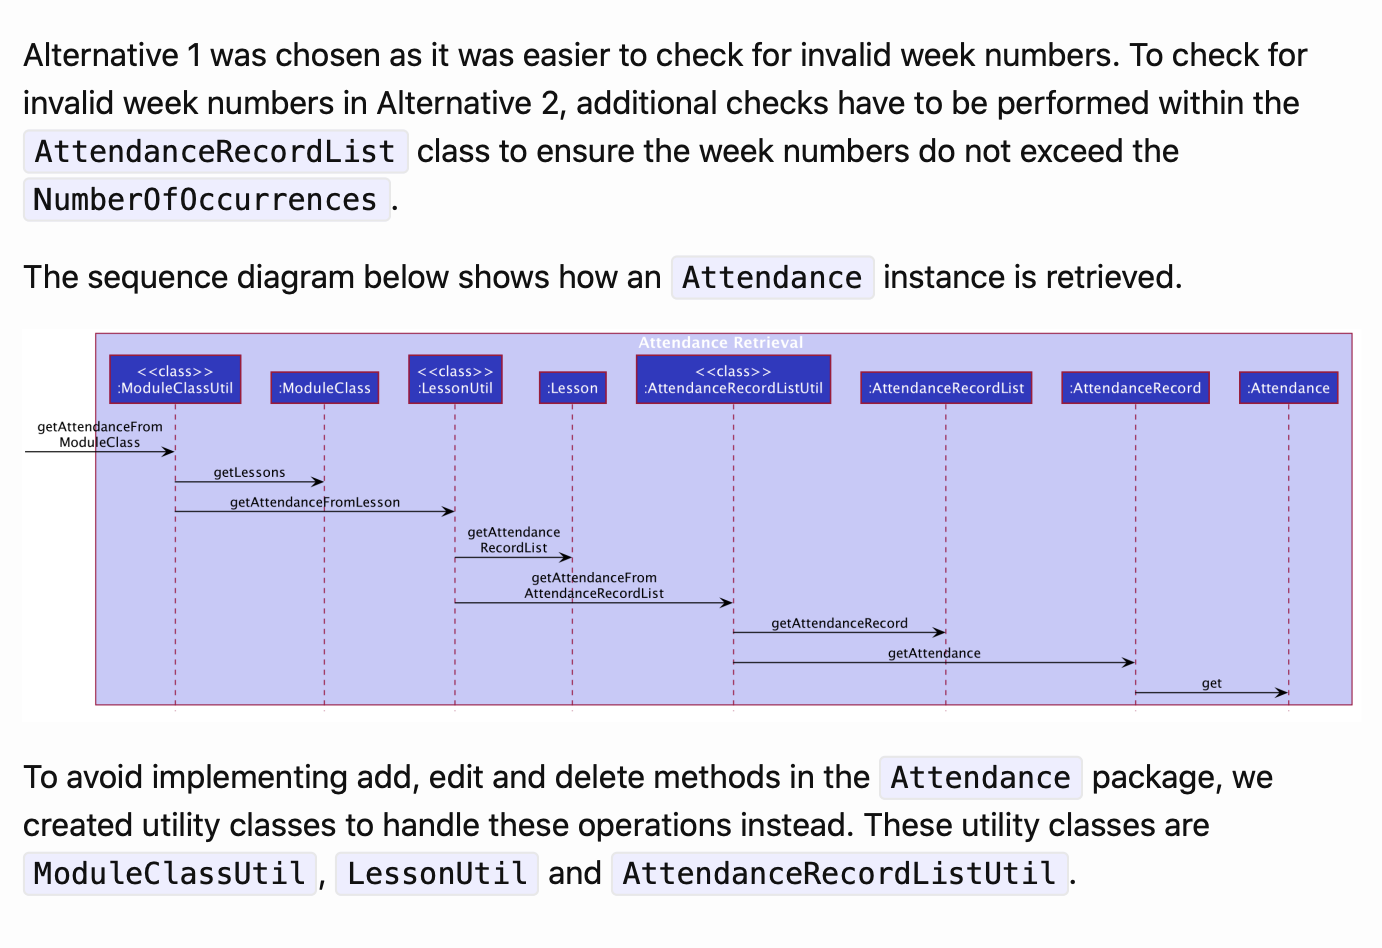 Alternative 1 was chosen as it was easier to check for invalid week numbers. To check for
invalid week numbers in Alternative 2, additional checks have to be performed within the
AttendanceRecordList class to ensure the week numbers do not exceed the
NumberOfOccurrences.
The sequence diagram below shows how an Attendance instance is retrieved.
Attendance Retrieval
<<class>>
:ModuleClassUtil
:ModuleClass
<<class>>
:LessonUtil
:Lesson
<<class>>
:AttendanceRecordListUtil
:AttendanceRecordList
:AttendanceRecord
:Attendance
getAttendanceFrom
ModuleClass
getLessons
getAttendanceFromLesson
getAttendance
RecordList
getAttendanceFrom
AttendanceRecordList
getAttendanceRecord
getAttendance
get
To avoid implementing add, edit and delete methods in the Attendance package, we
created utility classes to handle these operations instead. These utility classes are
ModuleClassUtil, LessonUtil and AttendanceRecordListUtil.